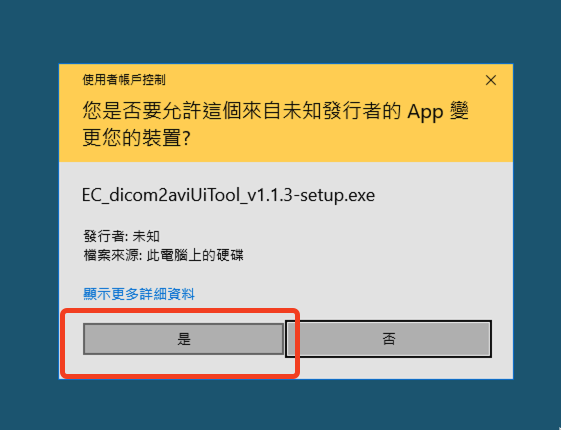 使用者帳戶控制
您是否要允許這個來自未知發行者的 App 變
更您的裝置?
EC_dicom2aviUiTool_v1.1.3-setup.exe
發行者: 未知
檔案來源: 此電腦上的硬碟
顯示更多詳細資料
是
否